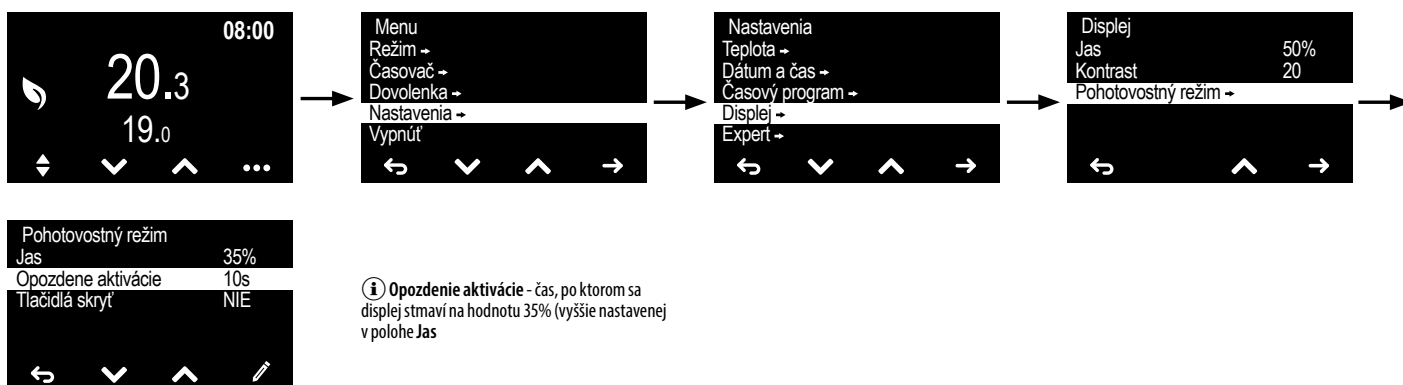 08:00
20.3
19.0
Menu
Režim
Časovač
Dovolenka
Nastavenia
Vypnúť
Nastavenia
Teplota
Dátum a čas
Časový program
Displej
Expert
Displej
Jas 50%
Kontrast 20
Pohotovostný režim
Pohotovostný režim
Jas 35%
Opozdene aktivácie 10s
Tlačidlá skryť NIE
i Opozdenie aktivácie - čas, po ktorom sa
displej stmaví na hodnotu 35% (vyššie nastavenej
v polohe Jas